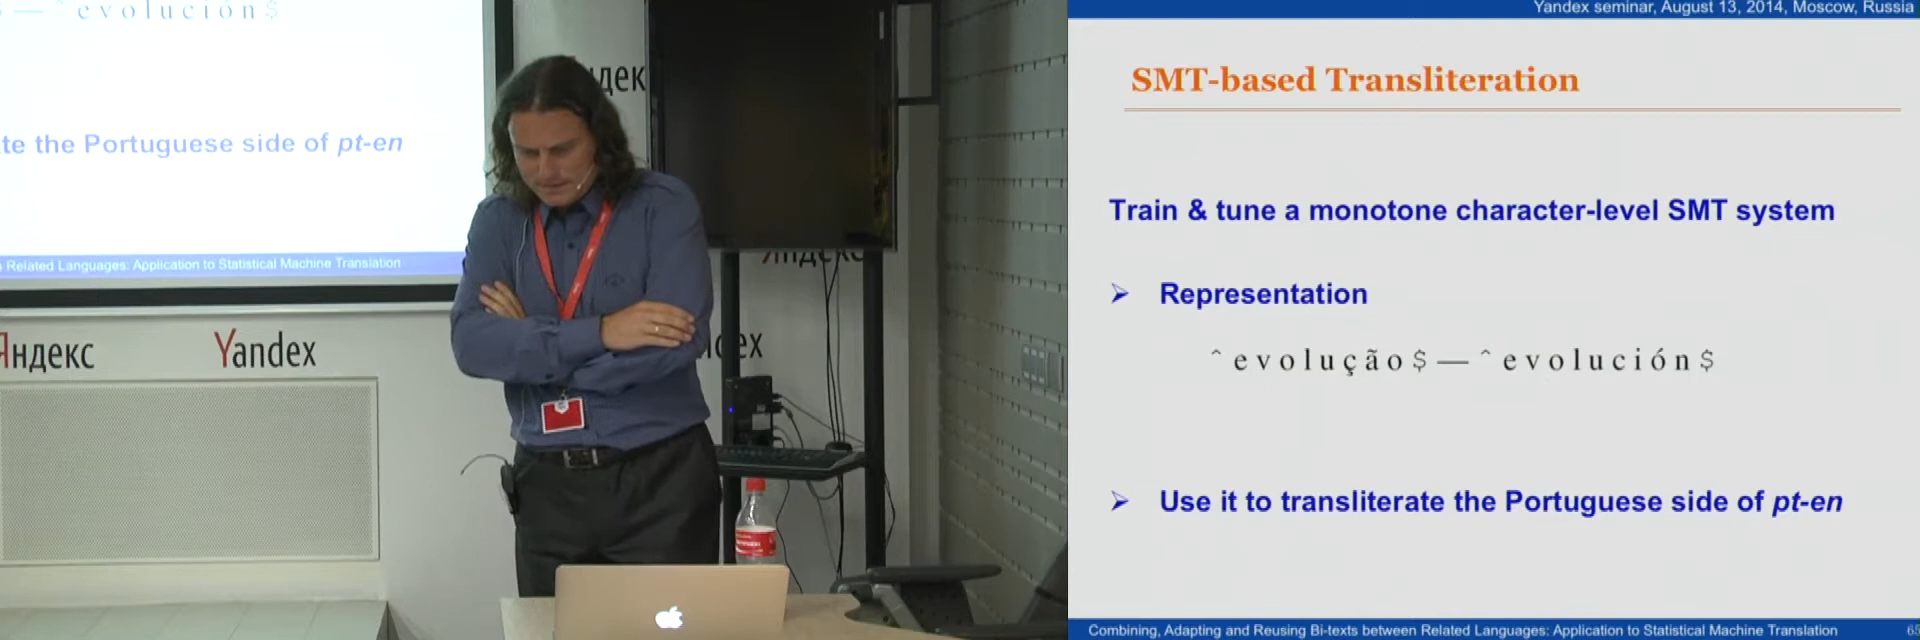 — ^ e v o l u c i ó n $
te the Portuguese side of pt-en
s Related Languages: Application to Statistical Machine Translation
Яндекс
Yandex
ндек
Яндекс
dex
Yandex seminar, August 13, 2014, Moscow, Russia
SMT-based Transliteration
Train & tune a monotone character-level SMT system
➢ Representation
^ e v o l u ç ã o $ — ^ e v o l u c i ó n $
➢ Use it to transliterate the Portuguese side of pt-en
Combining, Adapting and Reusing Bi-texts between Related Languages: Application to Statistical Machine Translation